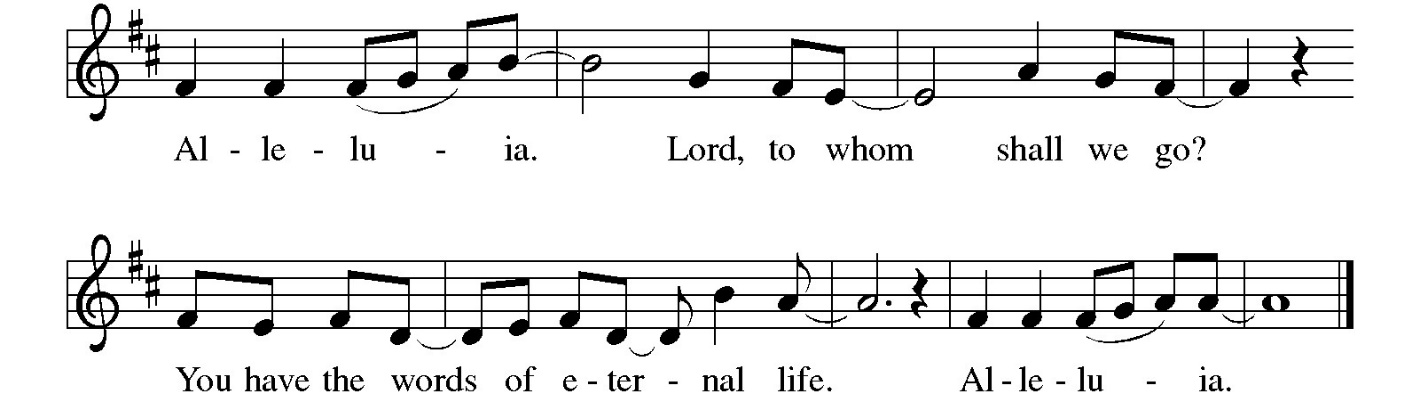 Al - le - lu - ia. Lord, to whom shall we go?
You have the words of e - ter - nal life. Al - le - lu - ia.